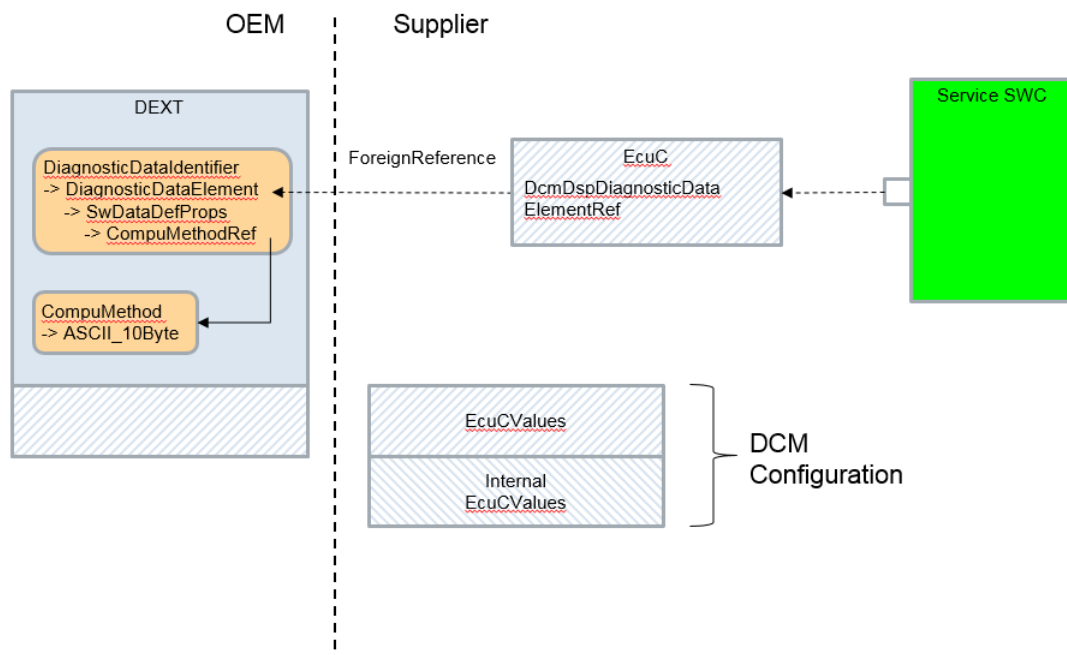 OEM
Supplier
DEXT
DiagnosticDataIdentifier
-> DiagnosticDataElement
-> SwDataDefProps
-> CompuMethodRef
CompuMethod
-> ASCII_10Byte
ForeignReference
EcuC
DcmDspDiagnosticData
ElementRef
Service SWC
EcuCValues
Internal
EcuCValues
DCM
Configuration